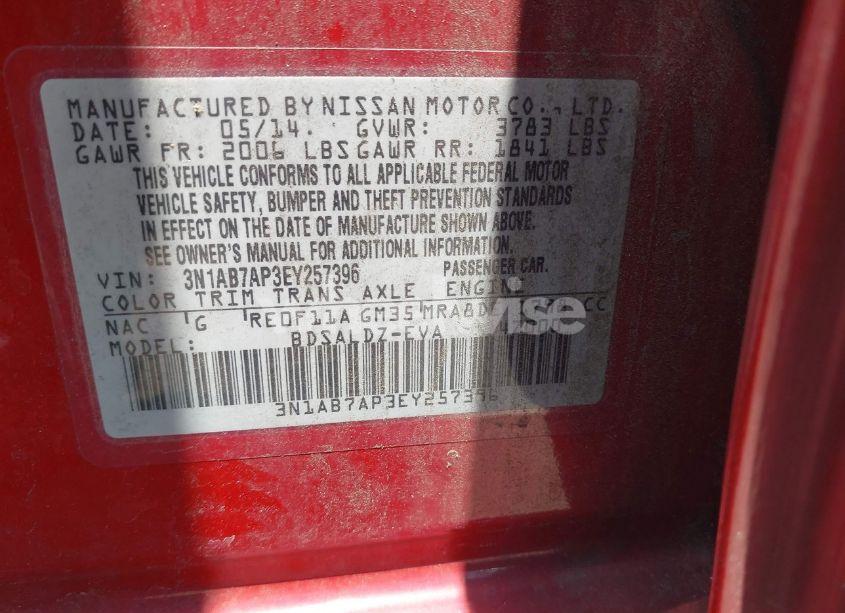 MANUFACTURED BY NISSAN MOTOR CO., LTD.
DATE: 05/14. GVWR: 3783 LBS
GAWR FR: 2006 LBS GAWR RR: 1841 LBS
THIS VEHICLE CONFORMS TO ALL APPLICABLE FEDERAL MOTOR
VEHICLE SAFETY, BUMPER AND THEFT PREVENTION STANDARDS
IN EFFECT ON THE DATE OF MANUFACTURE SHOWN ABOVE.
SEE OWNER'S MANUAL FOR ADDITIONAL INFORMATION.
VIN: 3N1AB7AP3EY257396 PASSENGER CAR.
COLOR TRIM TRANS AXLE ENGINE
NAC G RE0F11A GM35 MRA8D CC
MODEL: BDSALDZ-EVA
3N1AB7AP3EY257396